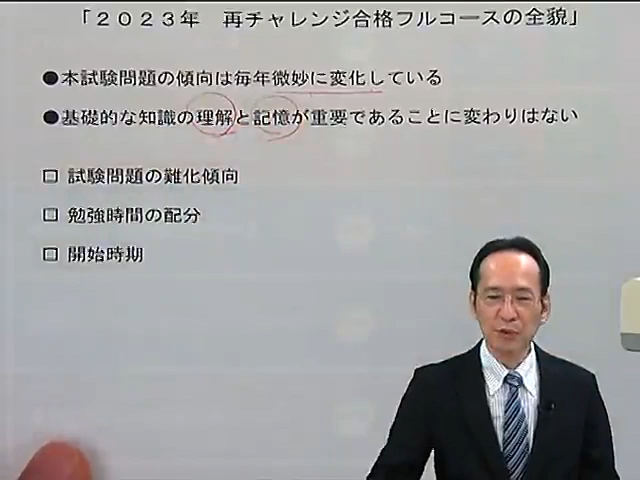 「２０２３年　再チャレンジ合格フルコースの全貌」
●本試験問題の傾向は毎年微妙に変化している
●基礎的な知識の理解と記憶が重要であることに変わりはない
□ 試験問題の難化傾向
□ 勉強時間の配分
□ 開始時期